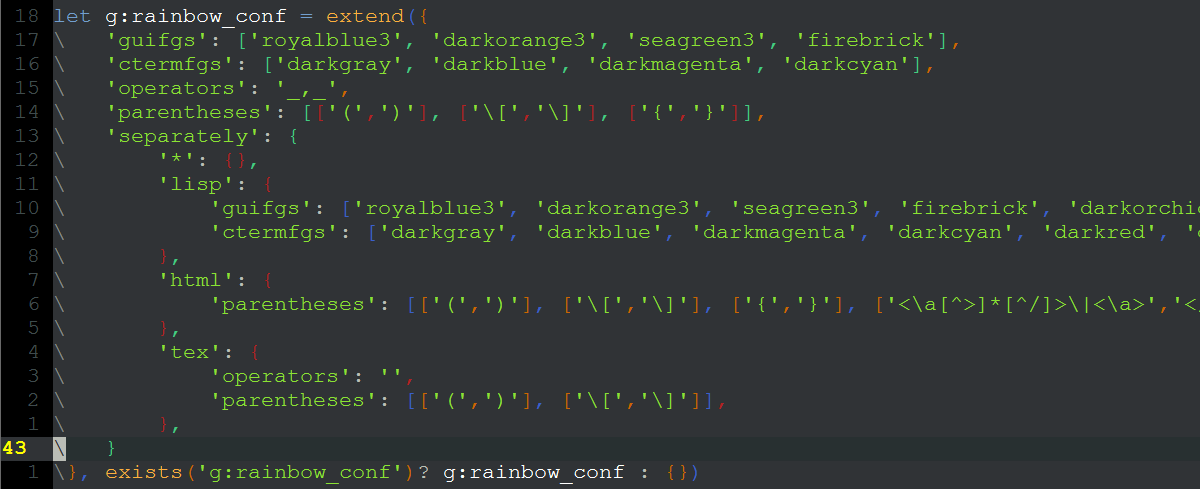 18 let g:rainbow_conf = extend({
17 \   'guifgs': ['royalblue3', 'darkorange3', 'seagreen3', 'firebrick'],
16 \   'ctermfgs': ['darkgray', 'darkblue', 'darkmagenta', 'darkcyan'],
15 \   'operators': '_,_',
14 \   'parentheses': [['(',')'], ['\[','\]'], ['{','}']],
13 \   'separately': {
12 \       '*': {},
11 \       'lisp': {
10 \           'guifgs': ['royalblue3', 'darkorange3', 'seagreen3', 'firebrick', 'darkorchi
9 \           'ctermfgs': ['darkgray', 'darkblue', 'darkmagenta', 'darkcyan', 'darkred', '
8 \       },
7 \       'html': {
6 \           'parentheses': [['(',')'], ['\[','\]'], ['{','}'], ['<\a[^>]*[^/]>\|<\a>','<
5 \       },
4 \       'tex': {
3 \           'operators': '',
2 \           'parentheses': [['(',')'], ['\[','\]']],
1 \       },
43 \   }
1 \}, exists('g:rainbow_conf')? g:rainbow_conf : {})